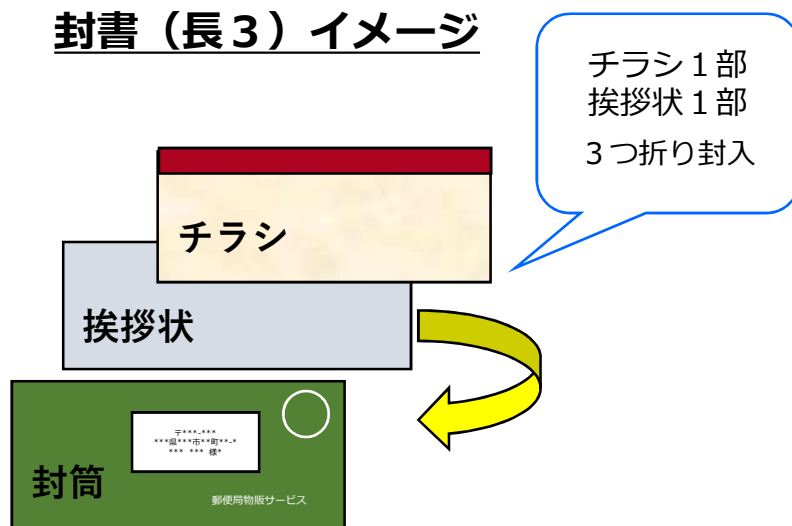 封書（長３）イメージ
チラシ１部
挨拶状１部
３つ折り封入
チラシ
挨拶状
〒***-***
***県***市**町**-*
*** *** 様*
封筒
郵便局物販サービス